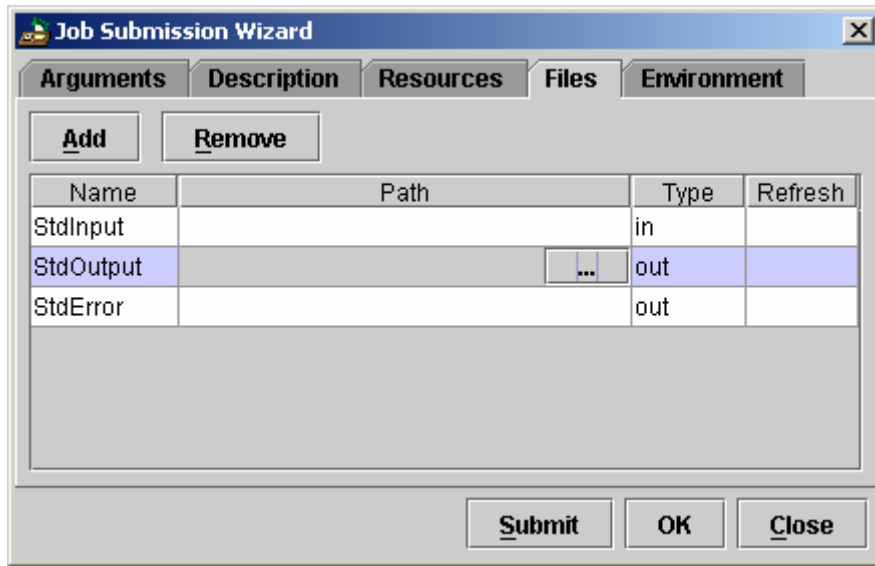 Job Submission Wizard
Arguments Description Resources Files Environment
Add Remove
Name Path Type Refresh
StdInput in
StdOutput ... out
StdError out
Submit OK Close